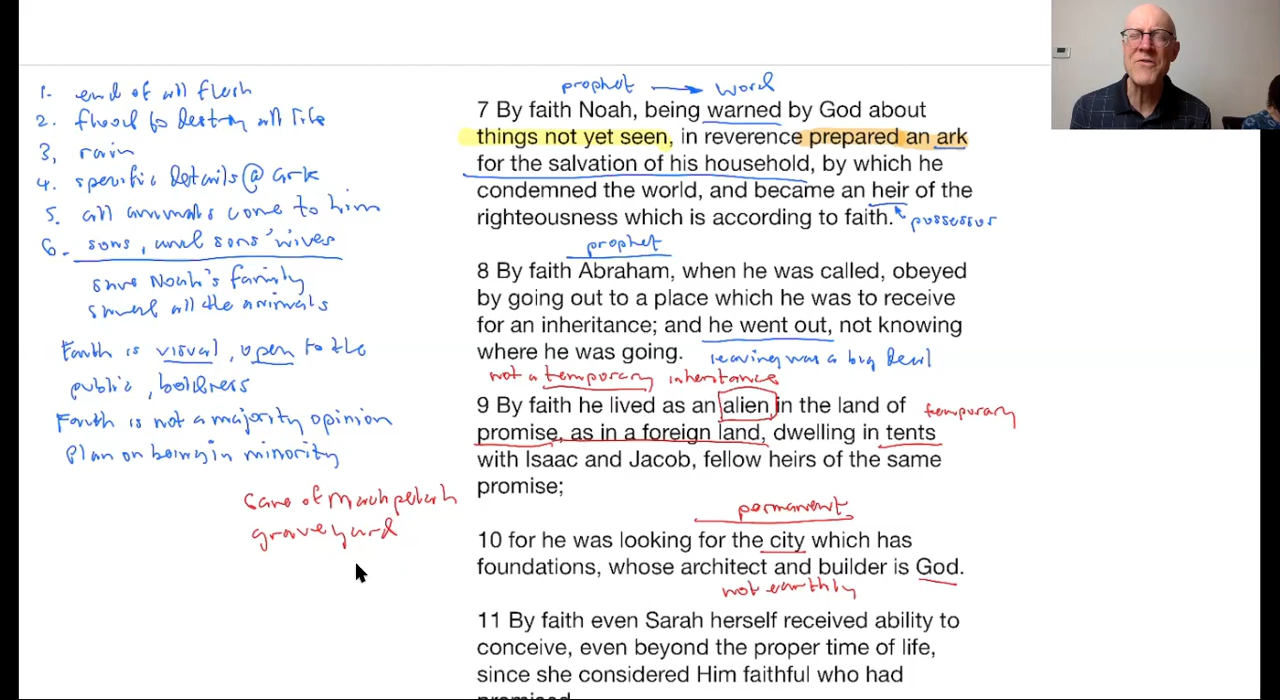 1. end of all flesh
2. flood to destroy all life
3, rain
4. specific details @ ark
5. all animals come to him
6. sons, and sons' wives
save Noah's family
all the animals
Faith is visual, open to the
public, boldness
Faith is not a majority opinion
Plan on being in minority
Cave of Machpelah
graveyard
prophet → word
7 By faith Noah, being warned by God about
things not yet seen, in reverence prepared an ark
for the salvation of his household, by which he
condemned the world, and became an heir of the
righteousness which is according to faith.
possessor
prophet
8 By faith Abraham, when he was called, obeyed
by going out to a place which he was to receive
for an inheritance; and he went out, not knowing
where he was going.
leaving was a big deal
not a temporary inheritance
9 By faith he lived as an alien in the land of
temporary
promise, as in a foreign land, dwelling in tents
with Isaac and Jacob, fellow heirs of the same
promise;
permanent
10 for he was looking for the city which has
foundations, whose architect and builder is God.
not earthly
11 By faith even Sarah herself received ability to
conceive, even beyond the proper time of life,
since she considered Him faithful who had
promised